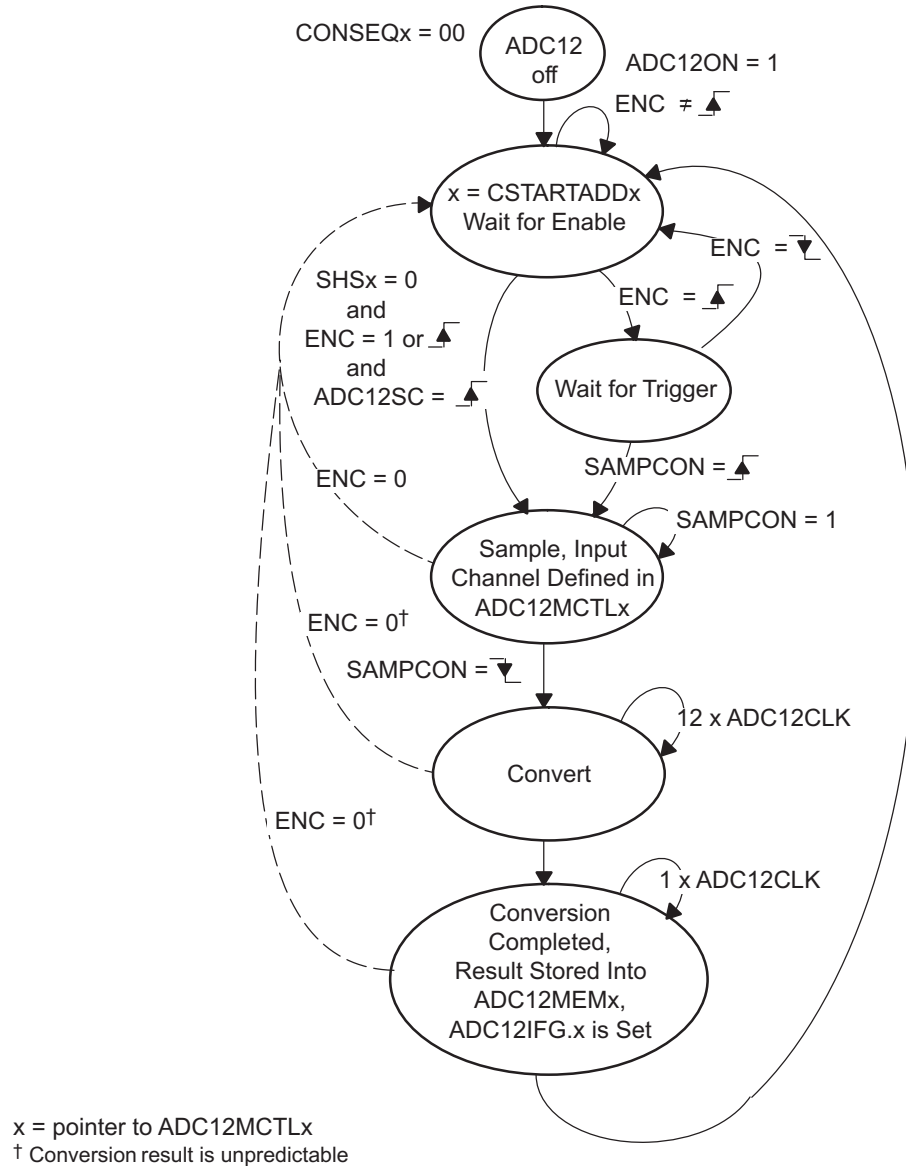 CONSEQx = 00
ADC12
off
ADC12ON = 1
ENC ≠
x = CSTARTADDx
Wait for Enable
ENC =
SHSx = 0
and
ENC = 1 or
and
ADC12SC =
ENC =
Wait for Trigger
ENC = 0
SAMPCON =
SAMPCON = 1
Sample, Input
Channel Defined in
ADC12MCTLx
ENC = 0†
SAMPCON =
12 x ADC12CLK
Convert
ENC = 0†
1 x ADC12CLK
Conversion
Completed,
Result Stored Into
ADC12MEMx,
ADC12IFG.x is Set
x = pointer to ADC12MCTLx
† Conversion result is unpredictable